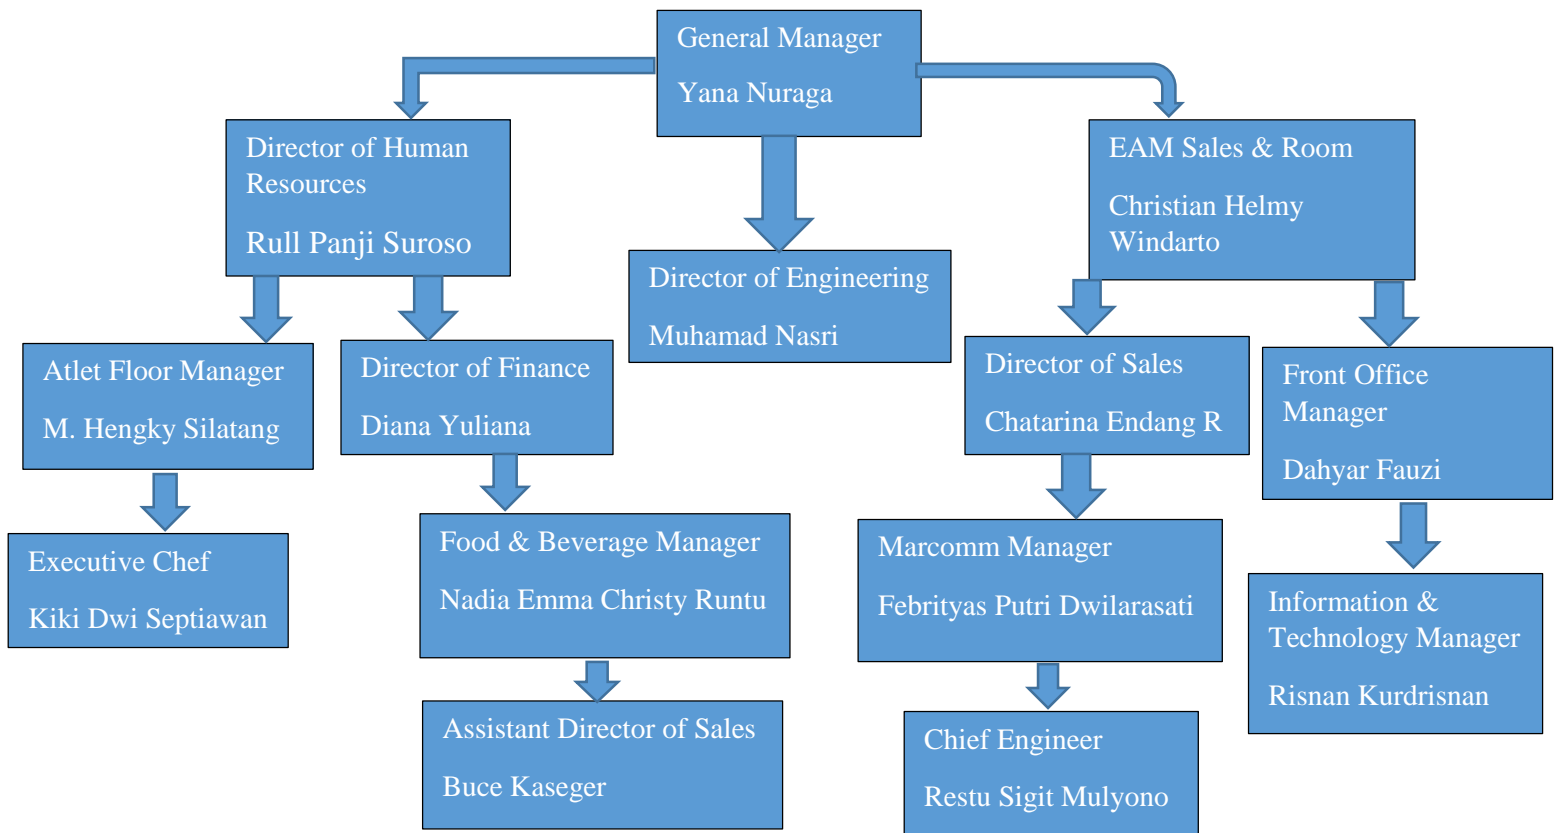 General Manager
Yana Nuraga
Director of Human
Resources
Rull Panji Suroso
EAM Sales & Room
Christian Helmy
Windarto
Director of Engineering
Muhamad Nasri
Atlet Floor Manager
M. Hengky Silatang
Director of Finance
Diana Yuliana
Director of Sales
Chatarina Endang R
Front Office
Manager
Dahyar Fauzi
Executive Chef
Kiki Dwi Septiawan
Food & Beverage Manager
Nadia Emma Christy Runtu
Marcomm Manager
Febrityas Putri Dwilarasati
Information &
Technology Manager
Risnan Kurdrisnan
Assistant Director of Sales
Buce Kaseger
Chief Engineer
Restu Sigit Mulyono